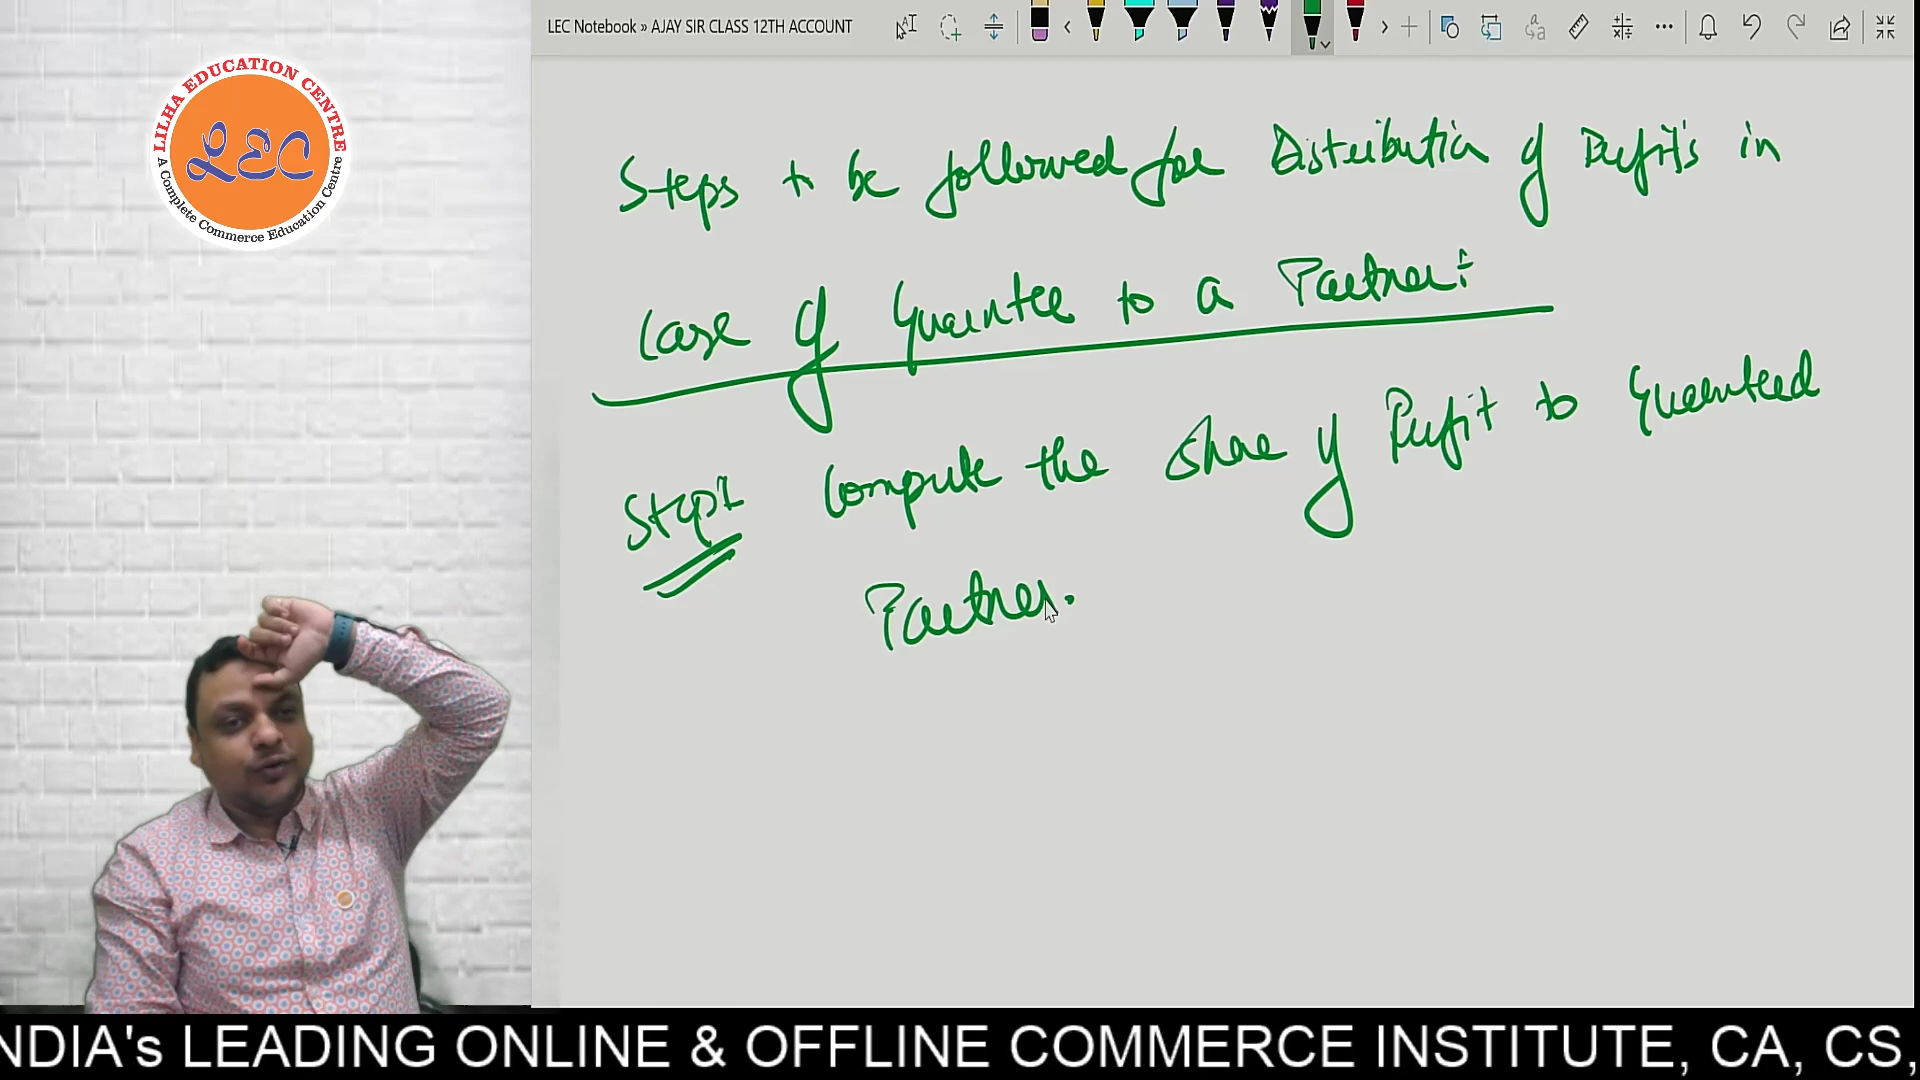 LEC Notebook » AJAY SIR CLASS 12TH ACCOUNT
LILHA EDUCATION CENTRE
LEC
A Complete Commerce Education Centre
Steps to be followed for Distribution of Profits in
Case of Guarantee to a Partner:
Step 1 Compute the share of Profit to Guaranteed
Partner.
NDIA's LEADING ONLINE & OFFLINE COMMERCE INSTITUTE, CA, CS,